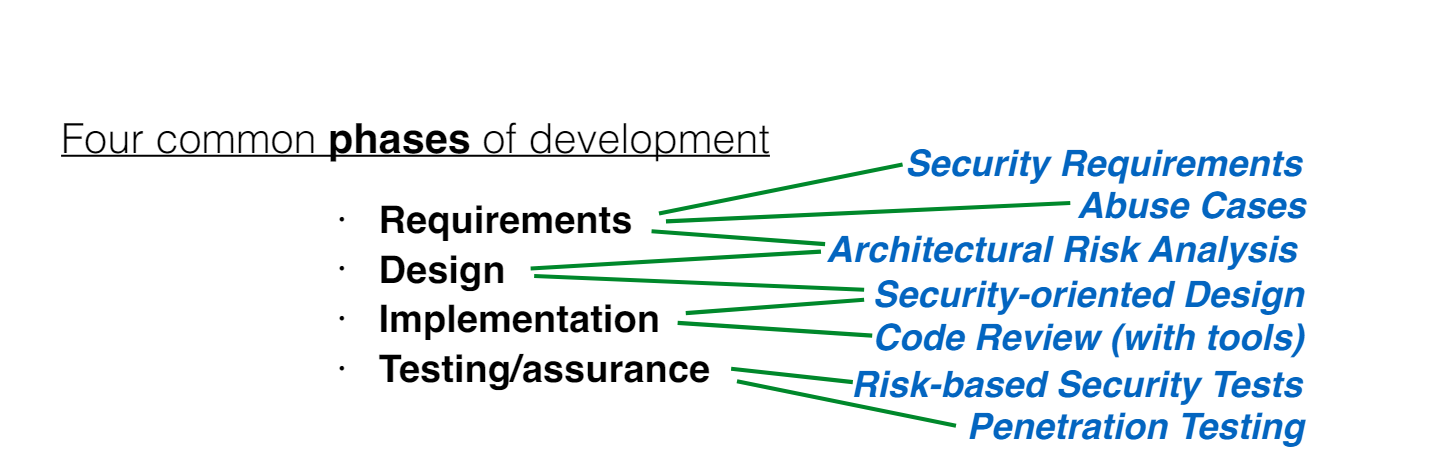 Four common phases of development
Security Requirements
Abuse Cases
· Requirements
Architectural Risk Analysis
· Design
Security-oriented Design
· Implementation
Code Review (with tools)
· Testing/assurance
Risk-based Security Tests
Penetration Testing